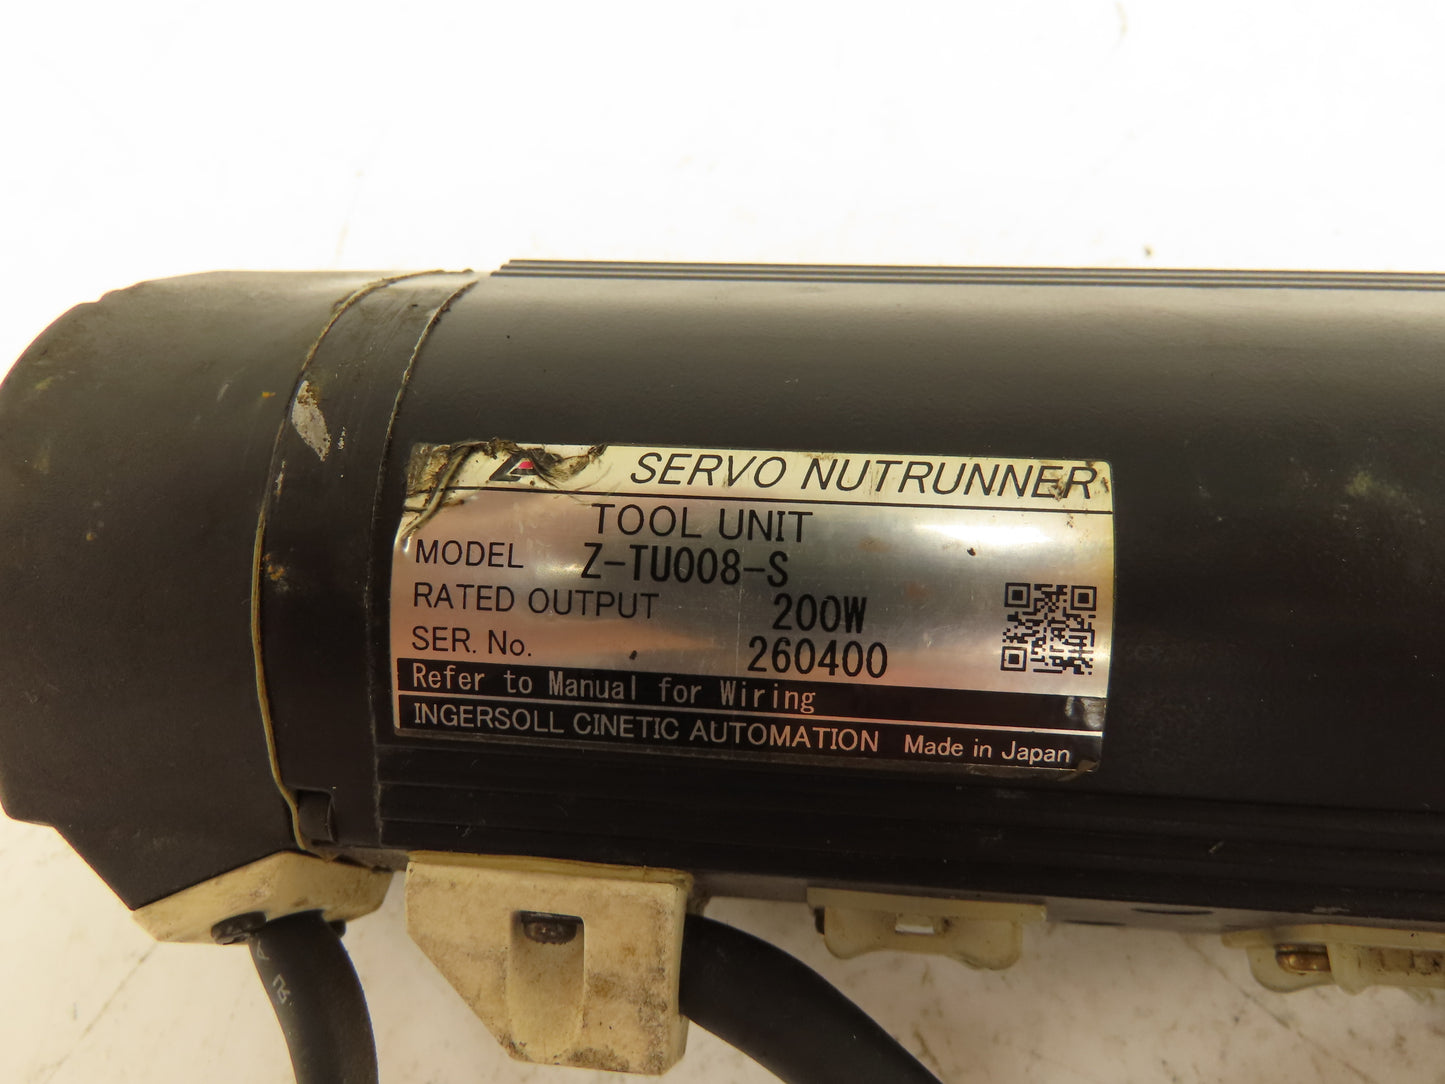 SERVO NUTRUNNER
TOOL UNIT
MODEL Z-TU008-S
RATED OUTPUT 200W
SER. No. 260400
Refer to Manual for Wiring
INGERSOLL CINETIC AUTOMATION Made in Japan